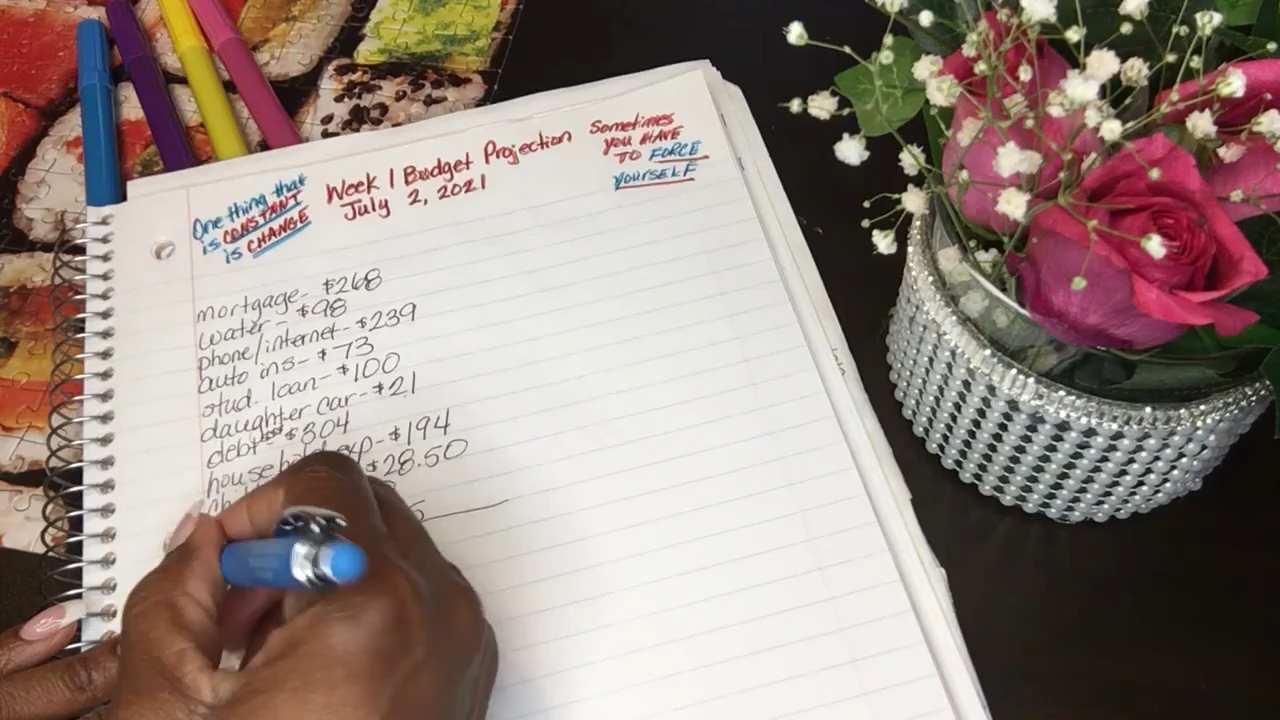 One thing that
is CONSTANT
is CHANGE
Week 1 Budget Projection
July 2, 2021
Sometimes
you HAVE
TO FORCE
YOURSELF
mortgage- $268
water - $98
phone/internet- $239
auto ins- $73
stud. loan- $100
daughter car- $21
debt $304
household exp- $194
$28.50